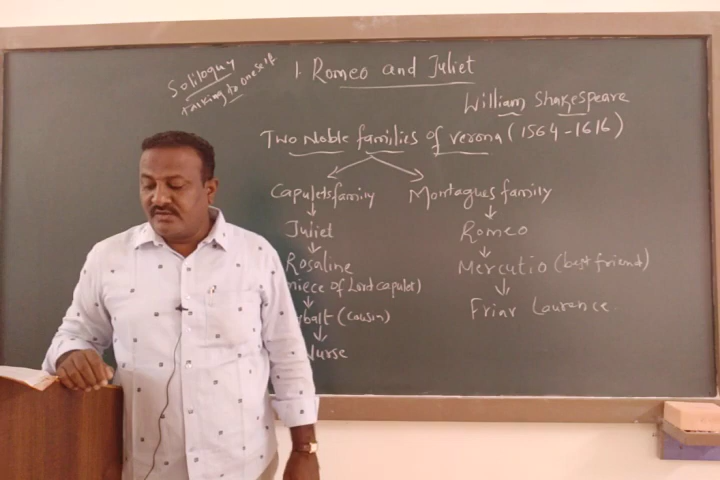 Soliloquy
talking to oneself
1. Romeo and Juliet
William Shakespeare
Two Noble families of verona (1564-1616)
Capulets family
Juliet
Rosaline
niece of Lord capulet)
(cousin)
Nurse
Montagues family
Romeo
Mercutio (best friend)
Friar Laurence.